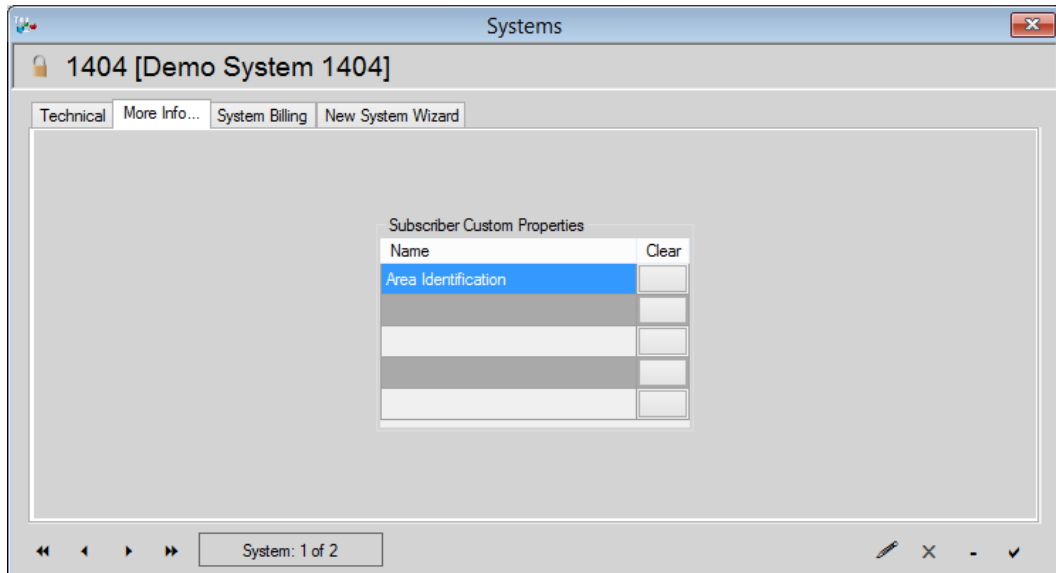 Systems
1404 [Demo System 1404]
Technical More Info... System Billing New System Wizard
Subscriber Custom Properties
Name Clear
Area Identification
System: 1 of 2